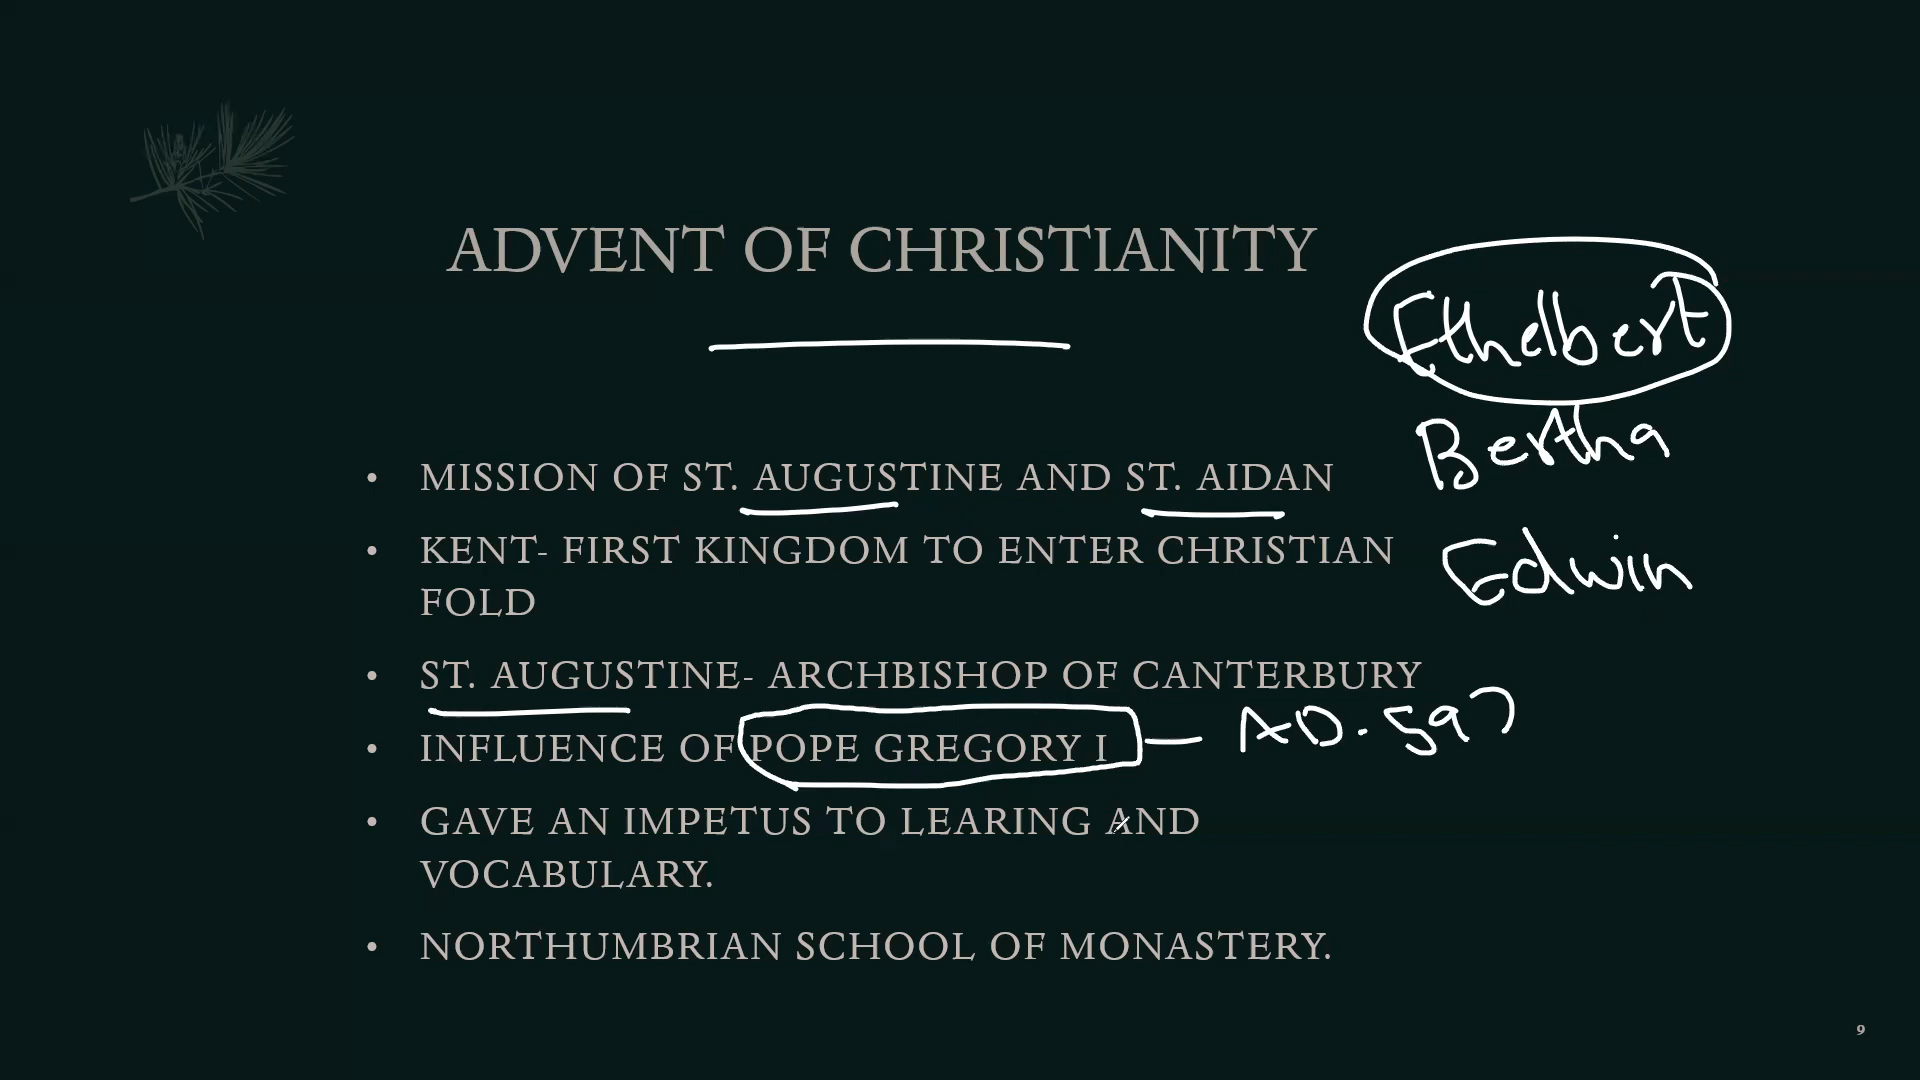 ADVENT OF CHRISTIANITY
Ethelbert
Bertha
• MISSION OF ST. AUGUSTINE AND ST. AIDAN
• KENT- FIRST KINGDOM TO ENTER CHRISTIAN
FOLD
Edwin
• ST. AUGUSTINE- ARCHBISHOP OF CANTERBURY
• INFLUENCE OF POPE GREGORY I — AD. 597
• GAVE AN IMPETUS TO LEARING AND
VOCABULARY.
• NORTHUMBRIAN SCHOOL OF MONASTERY.
9